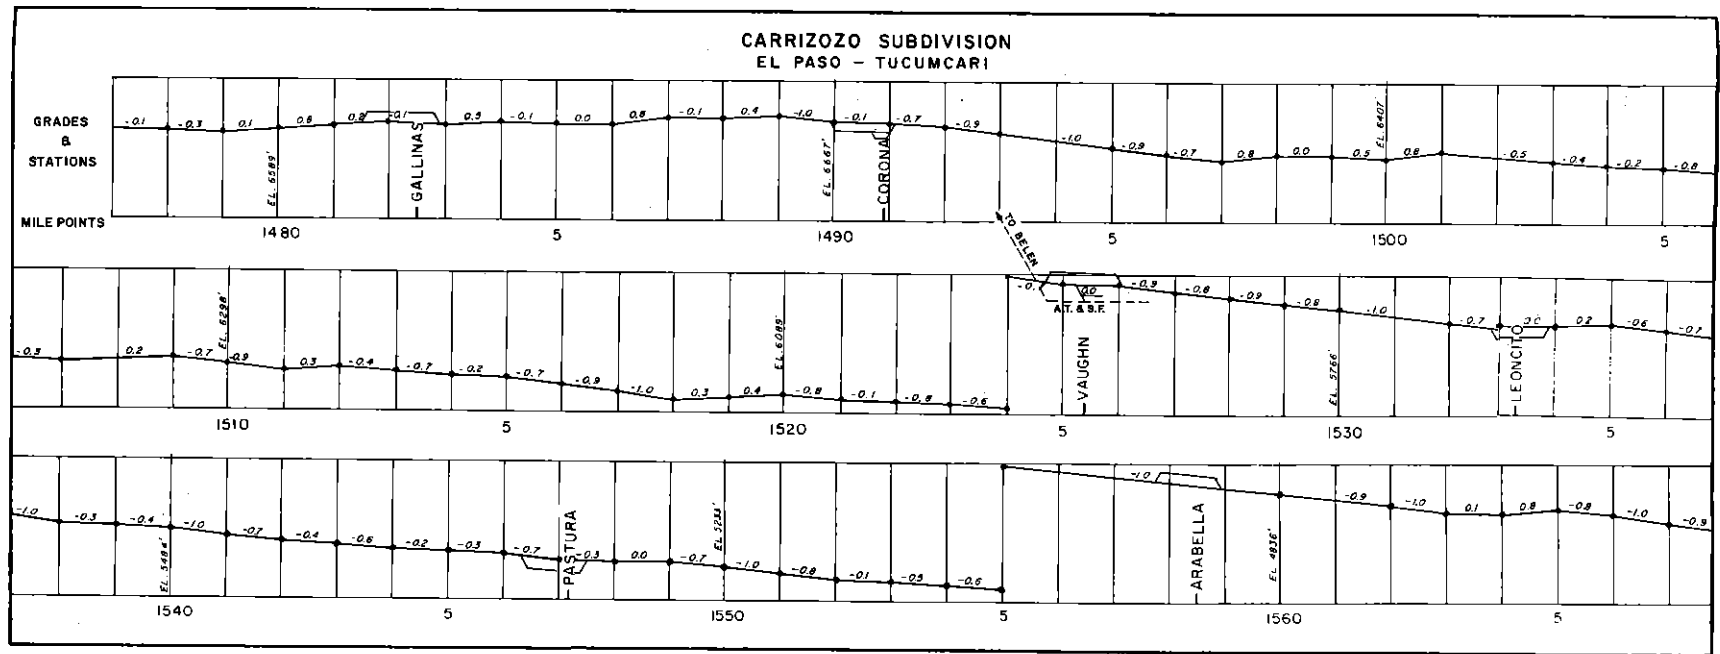 CARRIZOZO SUBDIVISION
EL PASO – TUCUMCARI
GRADES & STATIONS
-0.1 -0.3 0.1 0.6 0.2 -0.1 0.5 -0.1 0.0 0.8 -0.1 0.4 -1.0 -0.1 -0.7 -0.9 -1.0 -0.9 -0.7 0.8 0.0 0.5 0.8 -0.5 -0.4 -0.2 -0.8
EL. 6589' GALLINAS EL. 6667' CORONA EL. 6407'
MILE POINTS
1480 5 1490 5 1500 5
TO BELEN
-0.3 0.2 -0.7 -0.9 0.3 -0.4 -0.7 -0.2 -0.7 -0.9 -1.0 0.3 0.4 -0.8 -0.1 -0.8 -0.6 0.0 -0.9 -0.8 -0.9 -0.8 -1.0 -0.7 0.0 0.2 -0.6 -0.7
A.T. & S.F.
EL. 6298' EL. 6089' VAUGHN EL. 5766' LEONCITO
1510 5 1520 5 1530 5
-1.0 -0.3 -0.4 -1.0 -0.7 -0.4 -0.6 -0.2 -0.3 -0.7 -0.3 0.0 -0.7 -1.0 -0.8 -0.1 -0.5 -0.6 -1.0 -0.9 -1.0 0.1 0.8 -0.8 -1.0 -0.9
EL. 5484' PASTURA EL 5233' ARABELLA EL. 4836'
1540 5 1550 5 1560 5